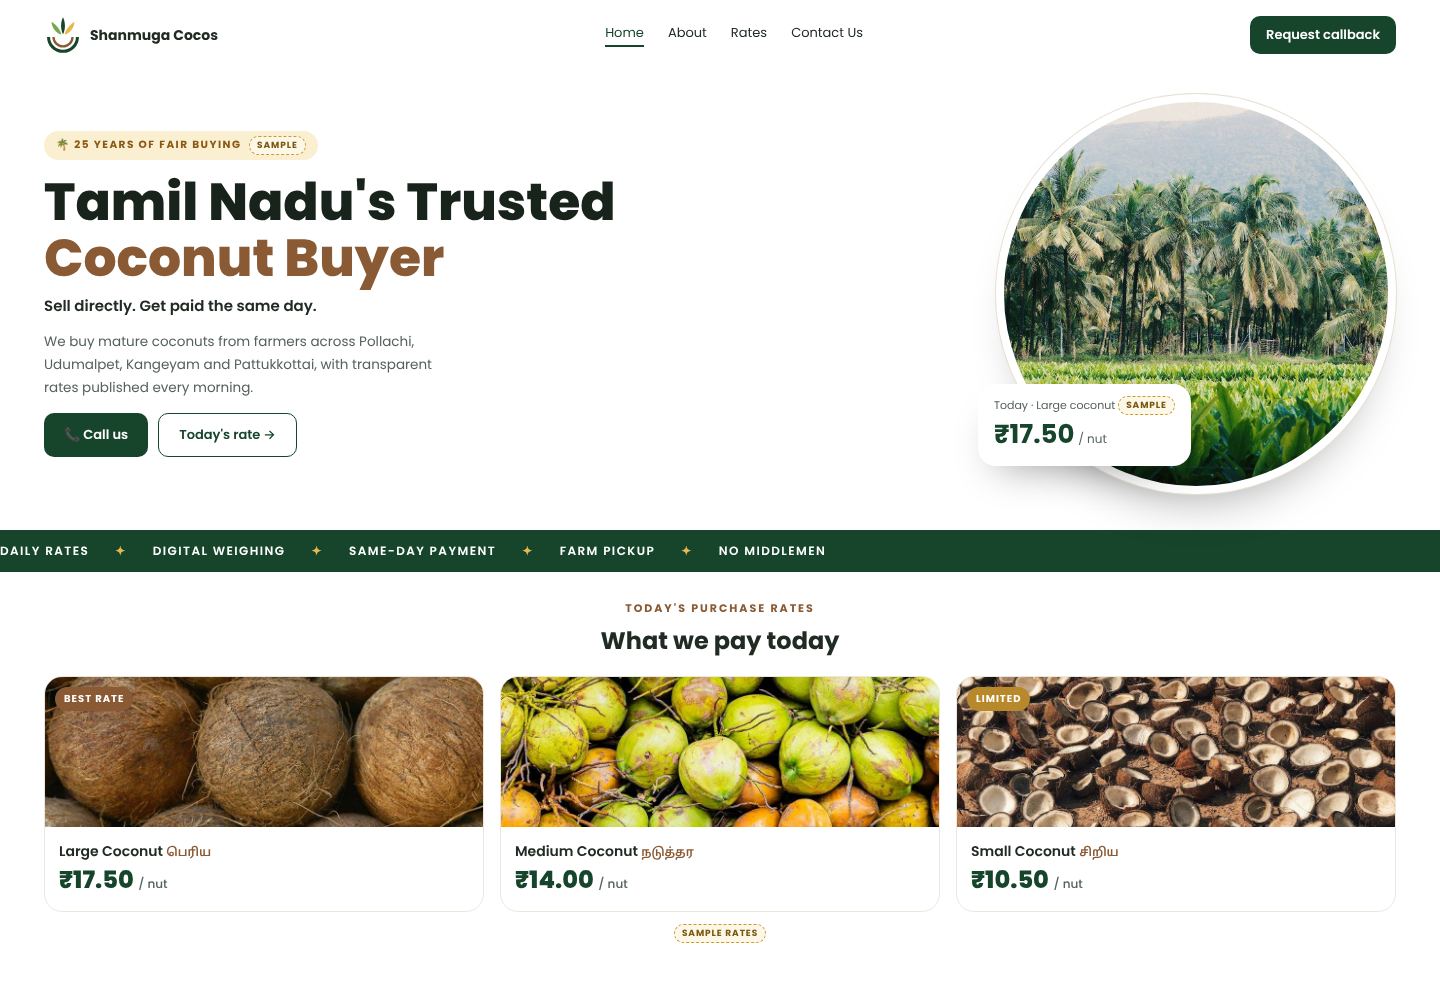 Shanmuga Cocos
Home About Rates Contact Us
Request callback
🌴 25 YEARS OF FAIR BUYING SAMPLE
Tamil Nadu's Trusted
Coconut Buyer
Sell directly. Get paid the same day.
We buy mature coconuts from farmers across Pollachi,
Udumalpet, Kangeyam and Pattukkottai, with transparent
rates published every morning.
📞 Call us
Today's rate →
Today · Large coconut SAMPLE
₹17.50 / nut
DAILY RATES ✦ DIGITAL WEIGHING ✦ SAME-DAY PAYMENT ✦ FARM PICKUP ✦ NO MIDDLEMEN
TODAY'S PURCHASE RATES
What we pay today
BEST RATE
Large Coconut பெரிய
₹17.50 / nut
Medium Coconut நடுத்தர
₹14.00 / nut
LIMITED
Small Coconut சிறிய
₹10.50 / nut
SAMPLE RATES